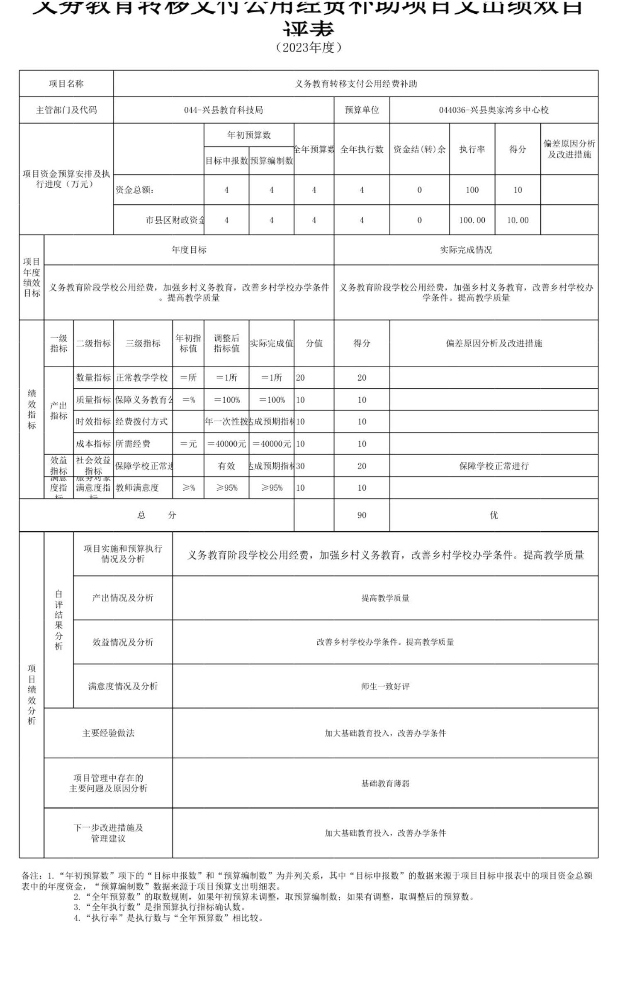 义务教育转移支付公用经费补助项目支出绩效自
评表
（2023年度）
项目名称
义务教育转移支付公用经费补助
主管部门及代码
044-兴县教育科技局
预算单位
044036-兴县奥家湾乡中心校
项目资金预算安排及执
行进度（万元）
年初预算数
目标申报数
预算编制数
全年预算数
全年执行数
资金结(转)余
执行率
得分
偏差原因分析
及改进措施
资金总额：
4
4
4
4
0
100
10
市县区财政资金
4
4
4
4
0
100.00
10.00
项目
年度
绩效
目标
年度目标
实际完成情况
义务教育阶段学校公用经费，加强乡村义务教育，改善乡村学校办学条件
。提高教学质量
义务教育阶段学校公用经费，加强乡村义务教育，改善乡村学校办
学条件。提高教学质量
绩
效
指
标
一级
指标
二级指标
三级指标
年初指
标值
调整后
指标值
实际完成值
分值
得分
偏差原因分析及改进措施
产出
指标
数量指标
正常教学学校
＝所
＝1所
＝1所
20
20
质量指标
保障义务教育公
＝%
＝100%
＝100%
10
10
时效指标
经费拨付方式
年一次性拨
达成预期指标
10
10
成本指标
所需经费
＝元
＝40000元
＝40000元
10
10
效益
指标
社会效益
指标
保障学校正常进
有效
达成预期指标
30
20
保障学校正常进行
满意
度指
标
服务对象
满意度指
标
教师满意度
≥%
≥95%
≥95%
10
10
总 分
90
优
项
目
绩
效
分
析
自
评
结
果
分
析
项目实施和预算执行
情况及分析
义务教育阶段学校公用经费，加强乡村义务教育，改善乡村学校办学条件。提高教学质量
产出情况及分析
提高教学质量
效益情况及分析
改善乡村学校办学条件。提高教学质量
满意度情况及分析
师生一致好评
主要经验做法
加大基础教育投入，改善办学条件
项目管理中存在的
主要问题及原因分析
基础教育薄弱
下一步改进措施及
管理建议
加大基础教育投入，改善办学条件
备注：1.“年初预算数”项下的“目标申报数”和“预算编制数”为并列关系，其中“目标申报数”的数据来源于项目目标申报表中的项目资金总额
表中的年度资金，“预算编制数”数据来源于项目预算支出明细表。
2.“全年预算数”的取数规则，如果年初预算未调整，取预算编制数；如果有调整，取调整后的预算数。
3.“全年执行数”是指预算执行指标确认数。
4.“执行率”是执行数与“全年预算数”相比较。